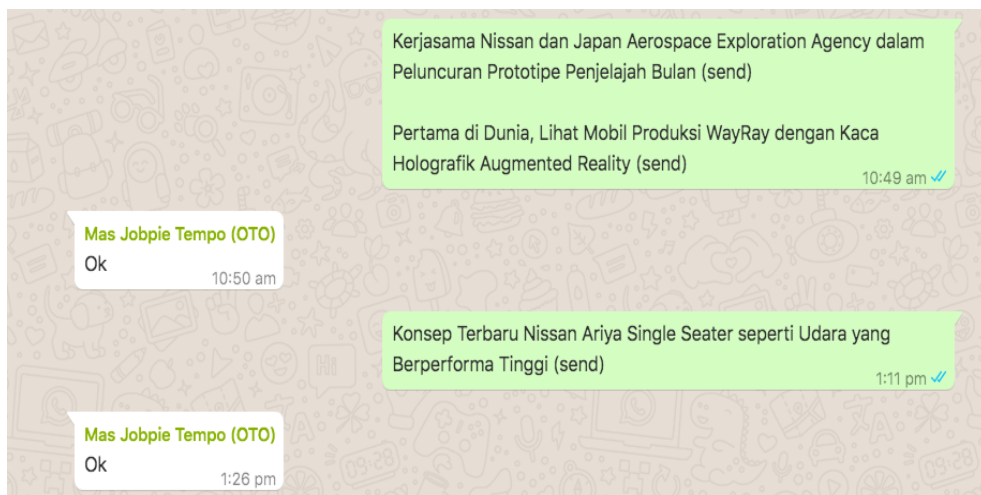 Kerjasama Nissan dan Japan Aerospace Exploration Agency dalam
Peluncuran Prototipe Penjelajah Bulan (send)
Pertama di Dunia, Lihat Mobil Produksi WayRay dengan Kaca
Holografik Augmented Reality (send)
10:49 am
Mas Jobpie Tempo (OTO)
Ok
10:50 am
Konsep Terbaru Nissan Ariya Single Seater seperti Udara yang
Berperforma Tinggi (send)
1:11 pm
Mas Jobpie Tempo (OTO)
Ok
1:26 pm